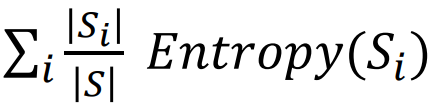 ∑ᵢ |Sᵢ|/|S| Entropy(Sᵢ)